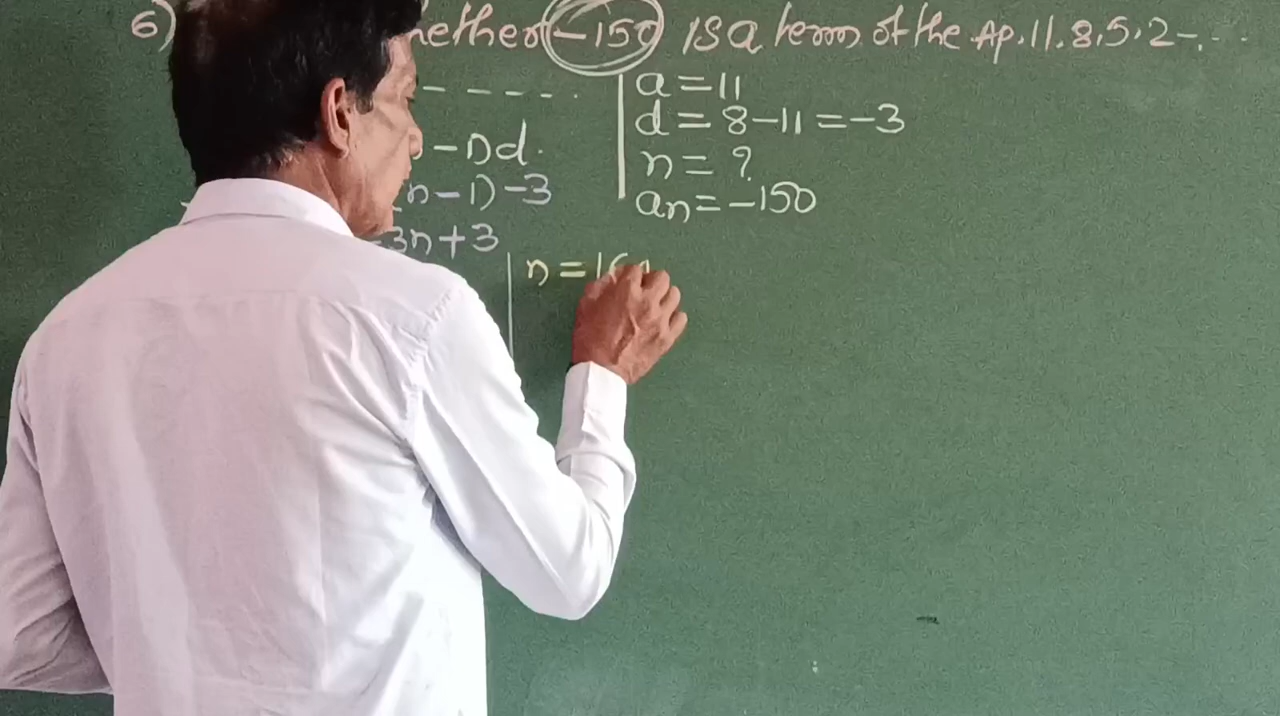 6) -150 is a term of the AP. 11. 8. 5. 2 - . . .
- - - - - .
-1)d.
n-1)-3
-3n+3
a=11
d=8-11=-3
n=?
an=-150
n=